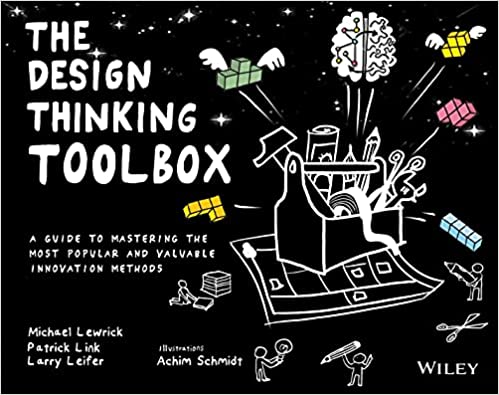 THE
DESIGN
THINKING
TOOLBOX
A GUIDE TO MASTERING THE
MOST POPULAR AND VALUABLE
INNOVATION METHODS
Michael Lewrick
Patrick Link
Larry Leifer
Illustrations
Achim Schmidt
WILEY